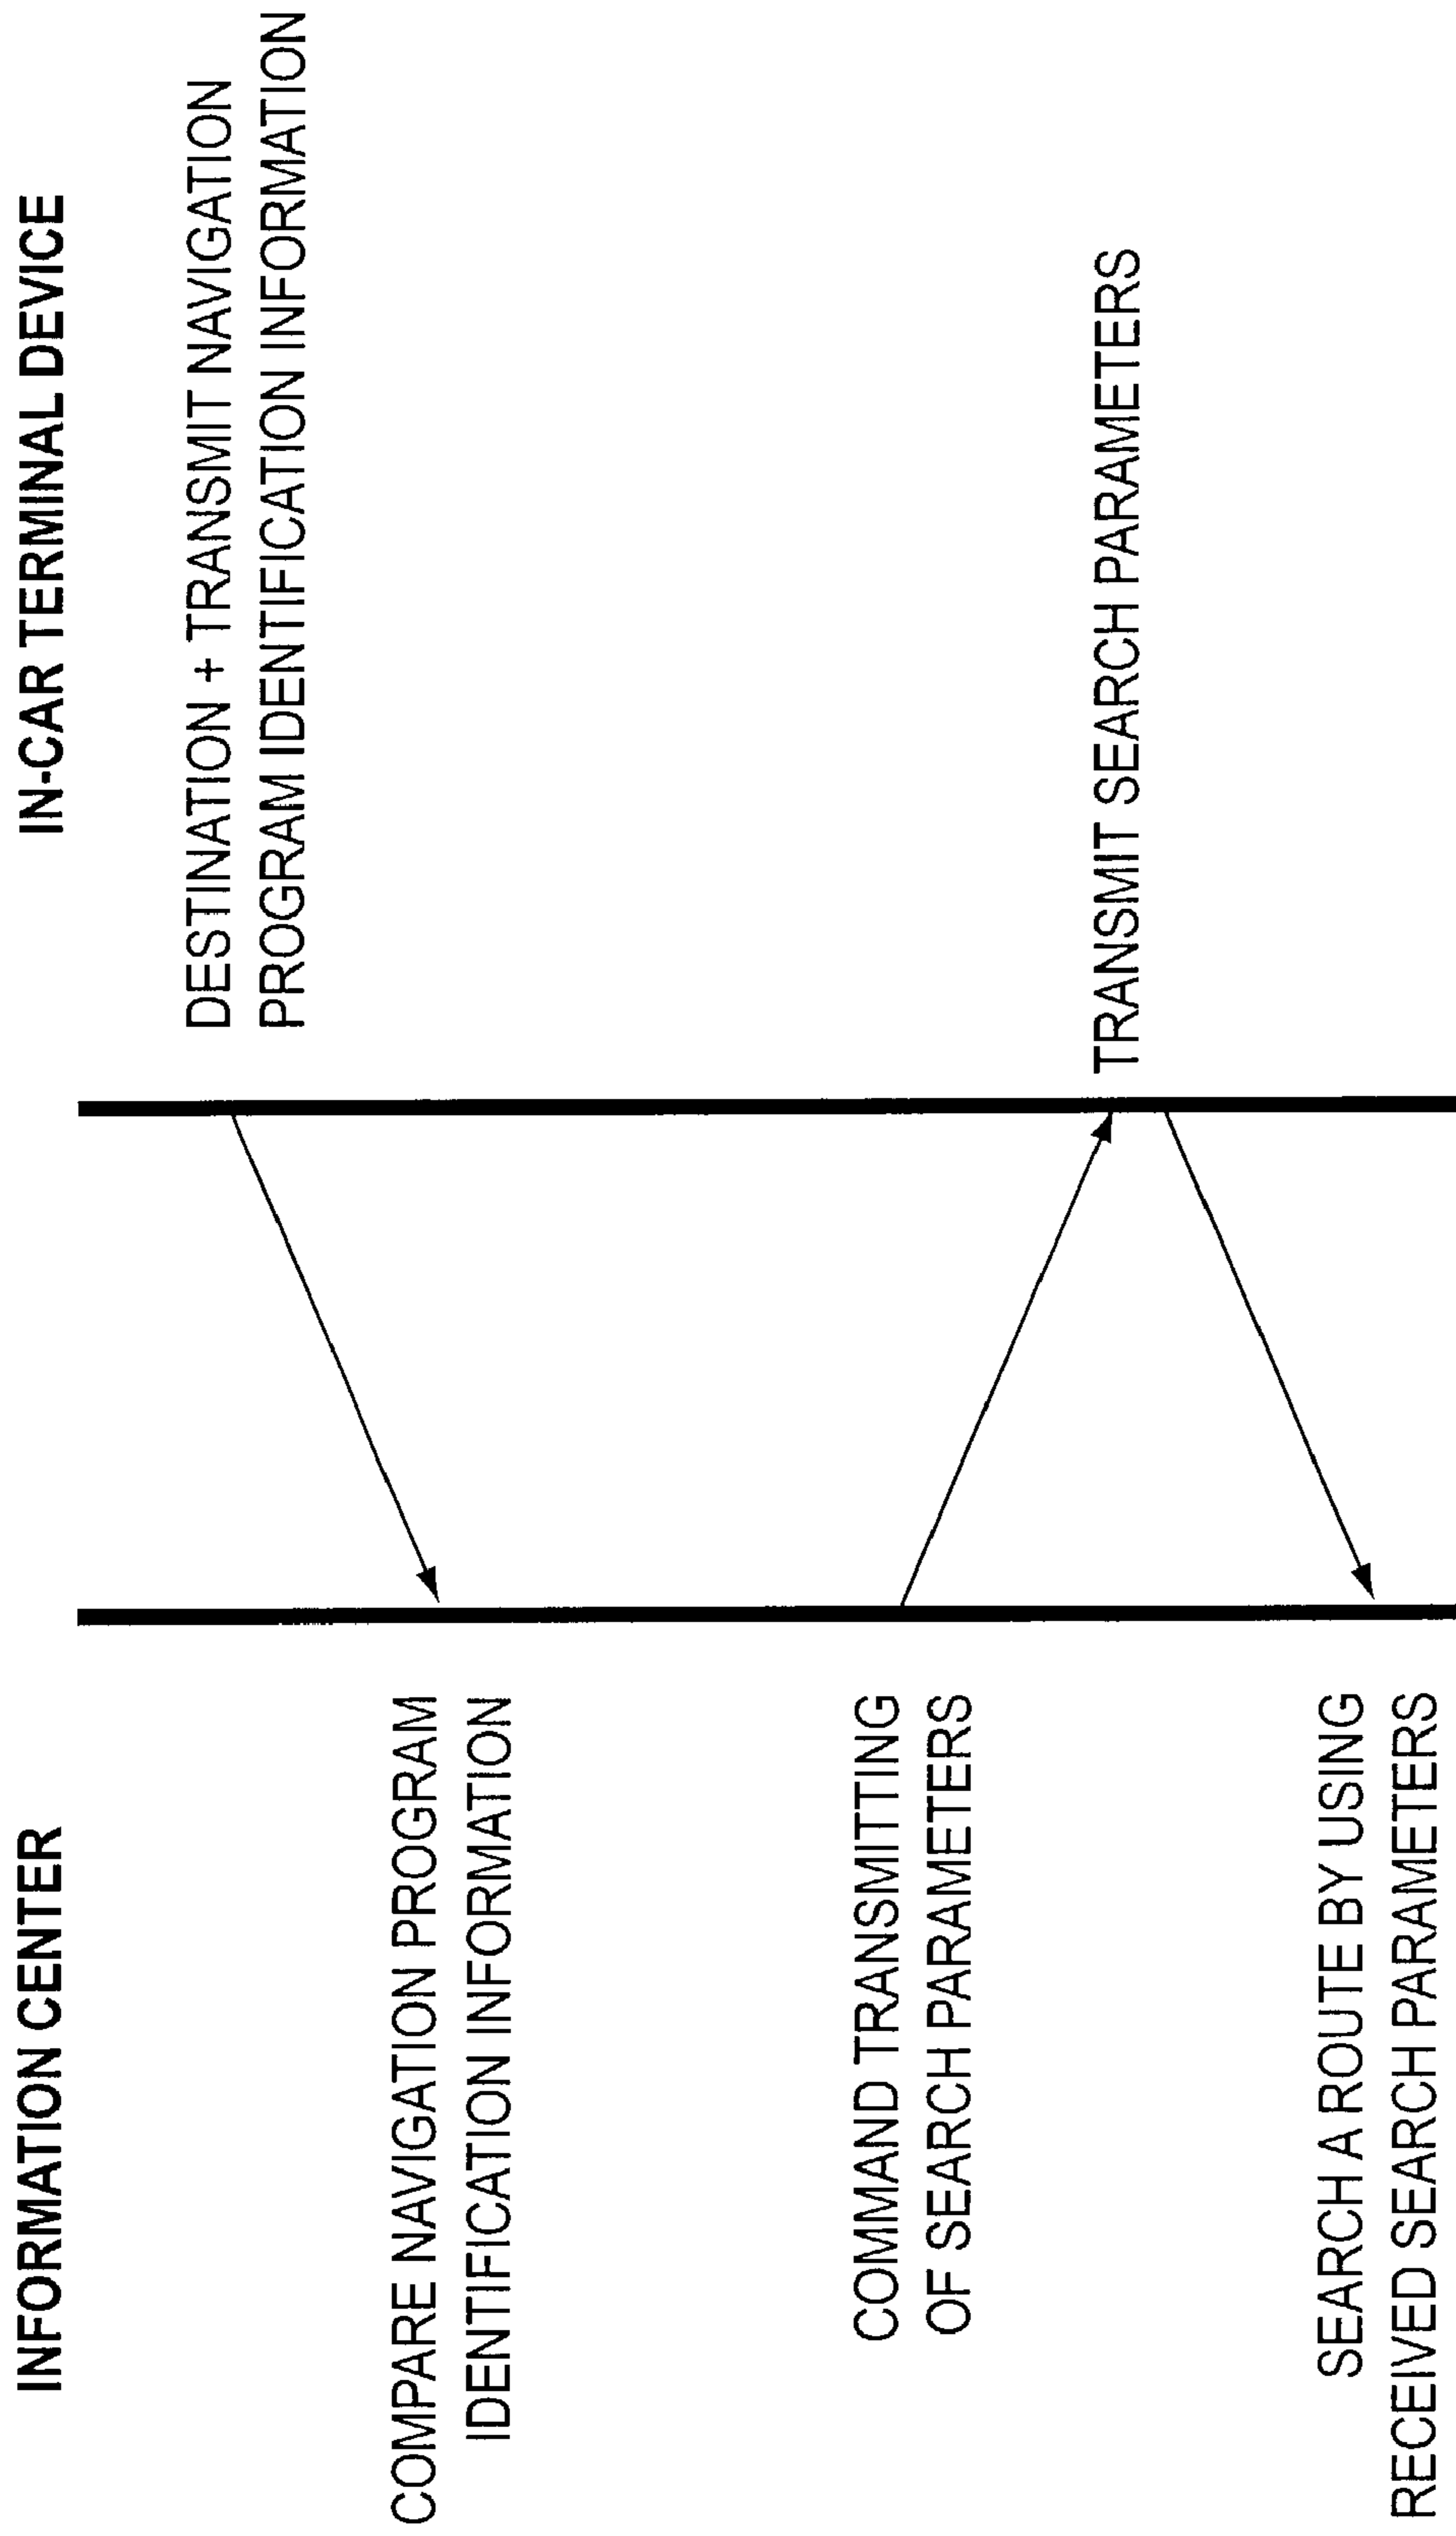 INFORMATION CENTER
IN-CAR TERMINAL DEVICE
DESTINATION + TRANSMIT NAVIGATION
PROGRAM IDENTIFICATION INFORMATION
COMPARE NAVIGATION PROGRAM
IDENTIFICATION INFORMATION
COMMAND TRANSMITTING
OF SEARCH PARAMETERS
TRANSMIT SEARCH PARAMETERS
SEARCH A ROUTE BY USING
RECEIVED SEARCH PARAMETERS